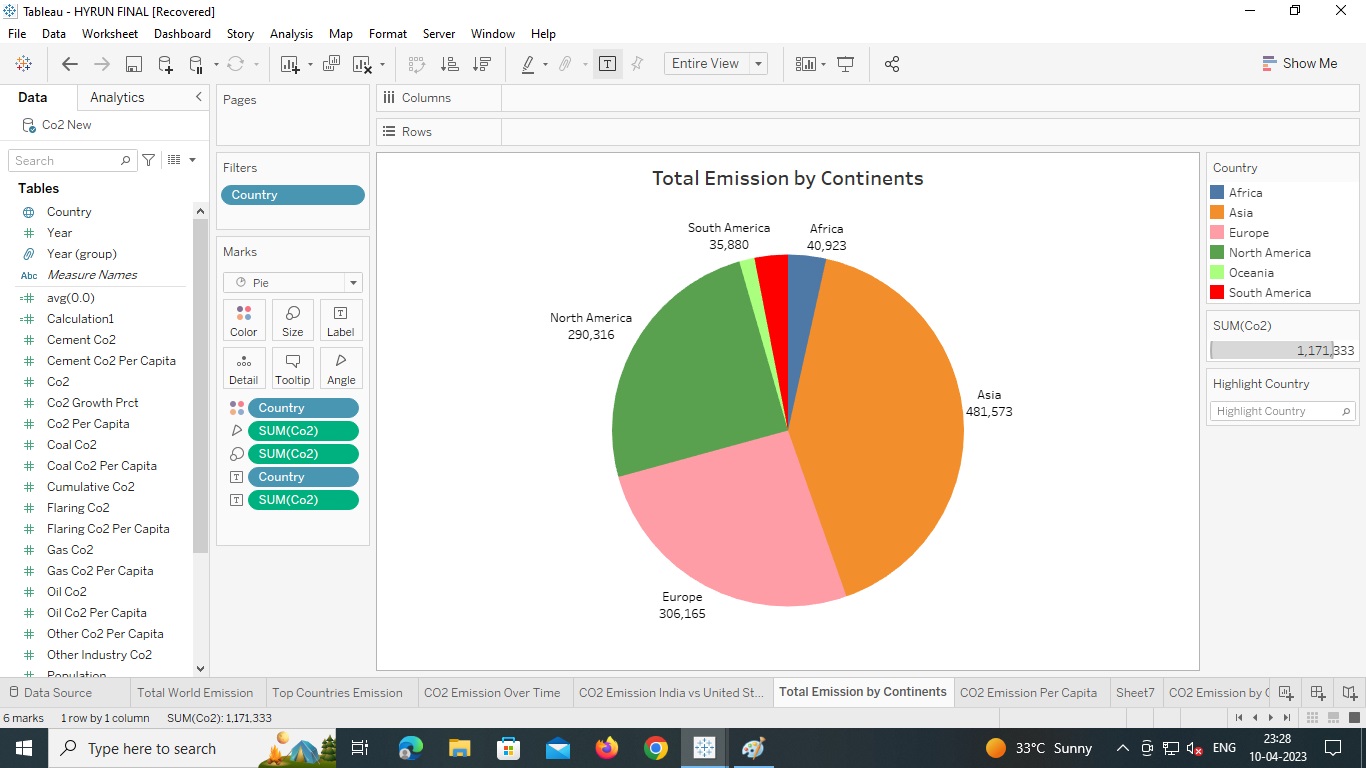 Tableau - HYRUN FINAL [Recovered]
File Data Worksheet Dashboard Story Analysis Map Format Server Window Help
Entire View
Show Me
Data Analytics
Co2 New
Search
Tables
Country
Year
Year (group)
Abc Measure Names
avg(0.0)
Calculation1
Cement Co2
Cement Co2 Per Capita
Co2
Co2 Growth Prct
Co2 Per Capita
Coal Co2
Coal Co2 Per Capita
Cumulative Co2
Flaring Co2
Flaring Co2 Per Capita
Gas Co2
Gas Co2 Per Capita
Oil Co2
Oil Co2 Per Capita
Other Co2 Per Capita
Other Industry Co2
Population
Pages
Filters
Country
Marks
Pie
Color Size Label
Detail Tooltip Angle
Country
SUM(Co2)
SUM(Co2)
Country
SUM(Co2)
Columns
Rows
Total Emission by Continents
South America
35,880
Africa
40,923
North America
290,316
Asia
481,573
Europe
306,165
Country
Africa
Asia
Europe
North America
Oceania
South America
SUM(Co2)
1,171,333
Highlight Country
Highlight Country
Data Source Total World Emission Top Countries Emission CO2 Emission Over Time CO2 Emission India vs United St... Total Emission by Continents CO2 Emission Per Capita Sheet7 CO2 Emission by C
6 marks 1 row by 1 column SUM(Co2): 1,171,333
Type here to search
33°C Sunny
ENG
23:28
10-04-2023